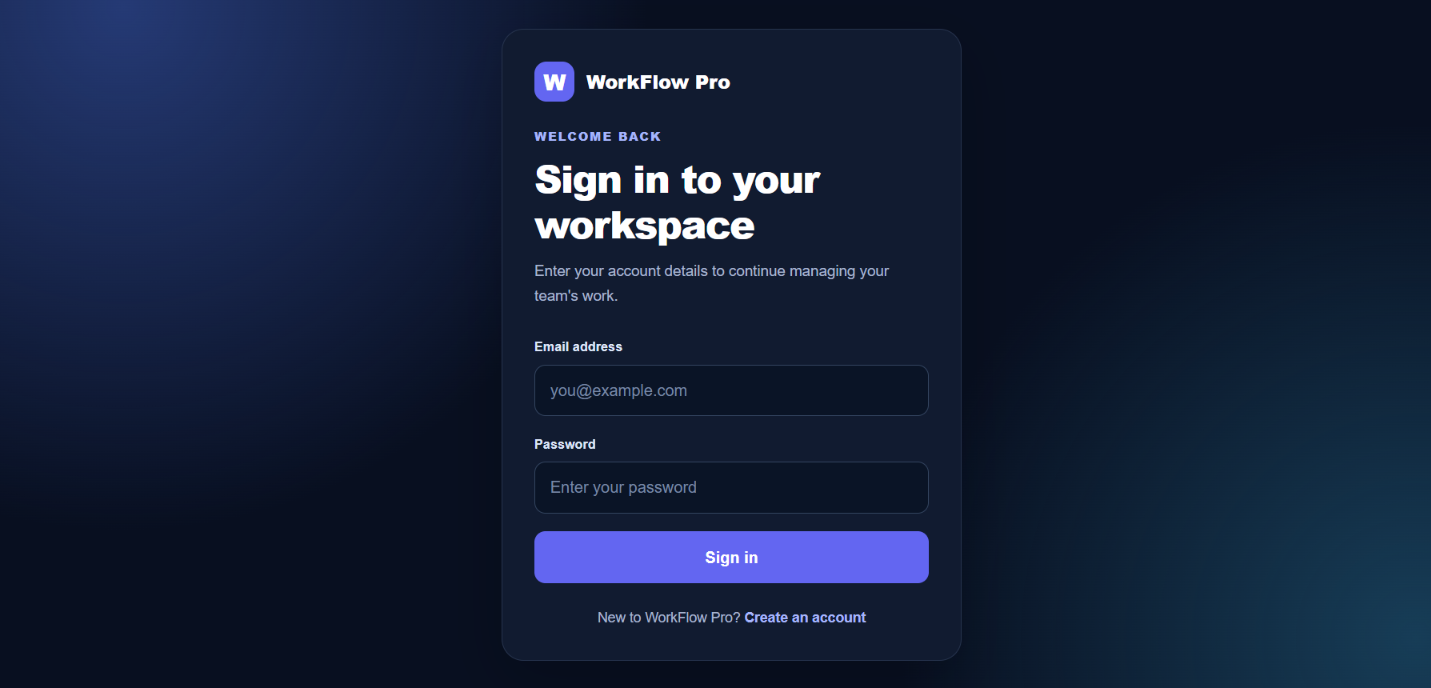 W WorkFlow Pro
WELCOME BACK
Sign in to your
workspace
Enter your account details to continue managing your
team's work.
Email address
you@example.com
Password
Enter your password
Sign in
New to WorkFlow Pro? Create an account